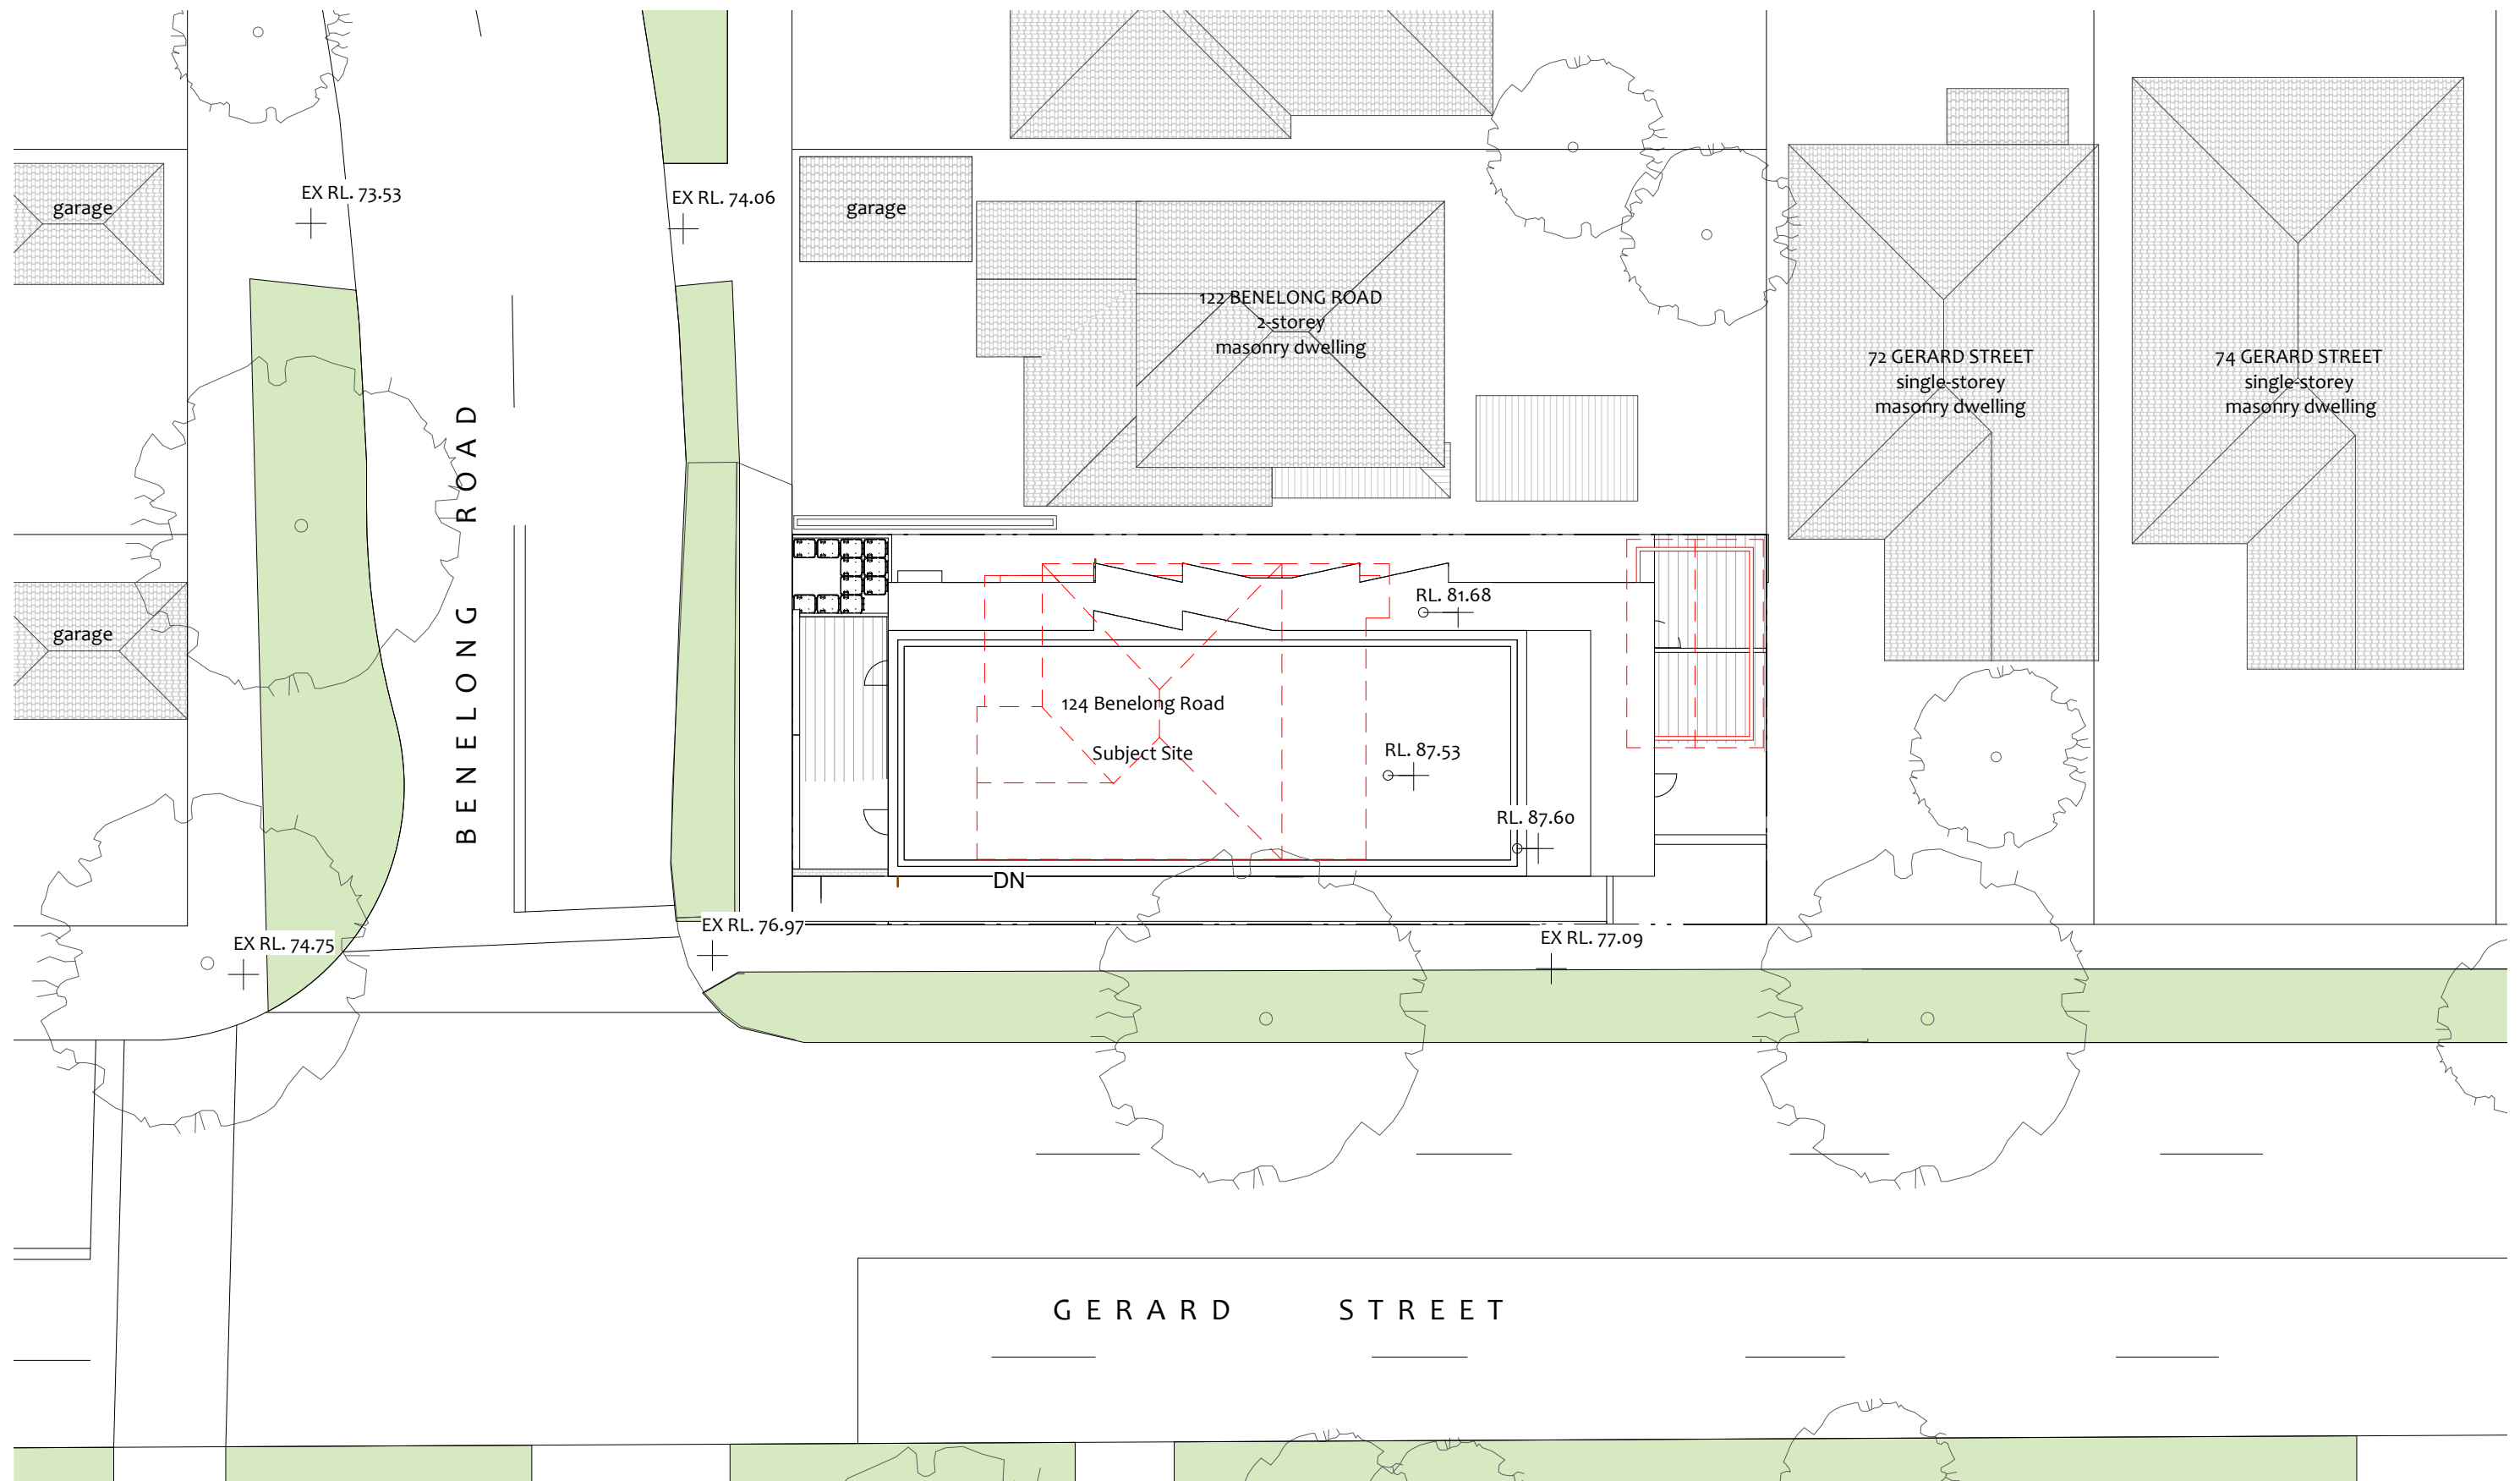 EX RL. 73.53
EX RL. 74.06
garage
garage
122 BENELONG ROAD
2-storey
masonry dwelling
72 GERARD STREET
single-storey
masonry dwelling
74 GERARD STREET
single-storey
masonry dwelling
BENELONG ROAD
garage
RL. 81.68
124 Benelong Road
Subject Site
RL. 87.53
RL. 87.60
DN
EX RL. 76.97
EX RL. 74.75
EX RL. 77.09
GERARD STREET